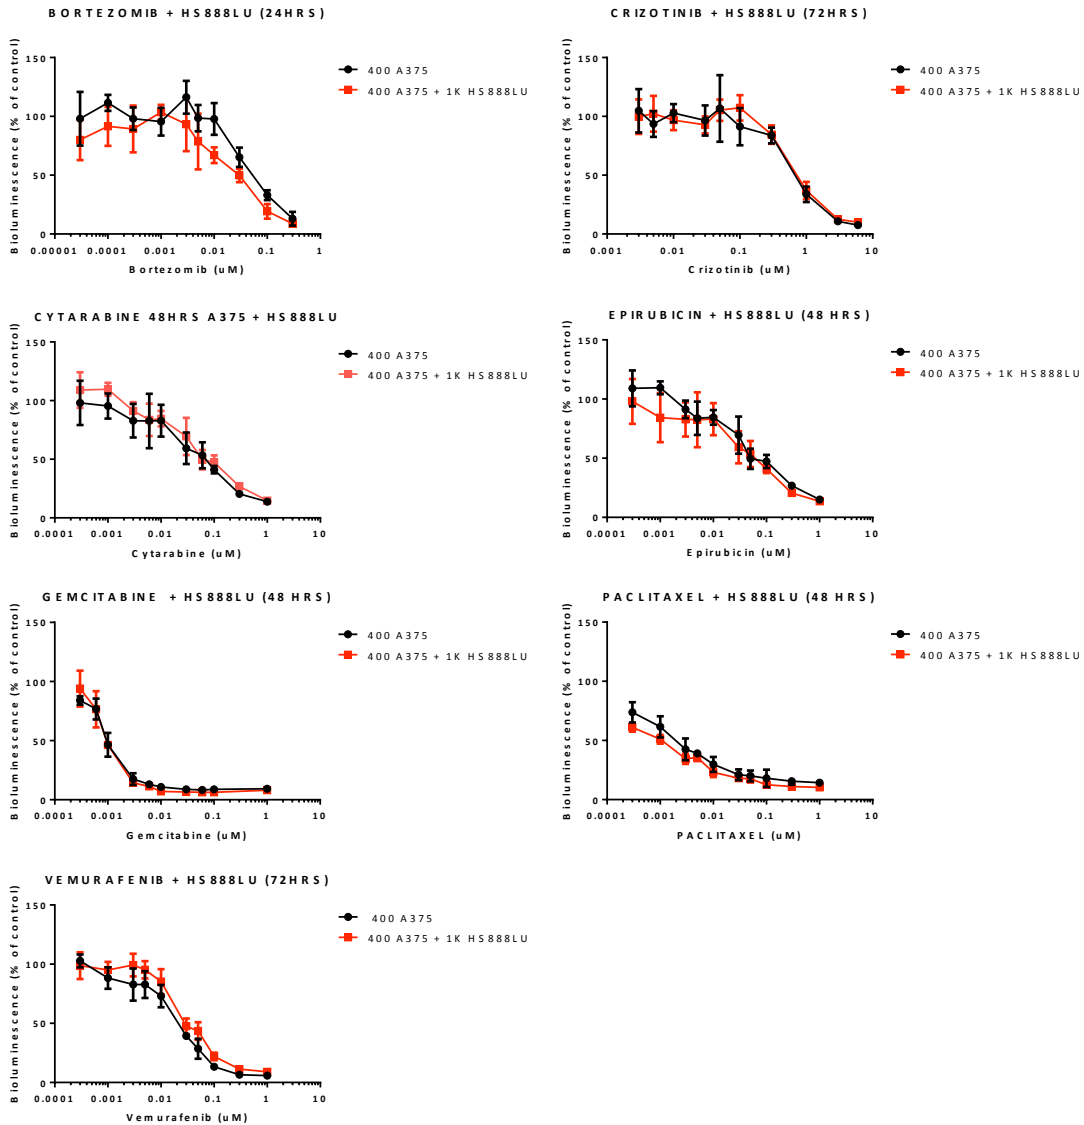 BORTEZOMIB + HS888LU (24HRS)
Bioluminescence (% of control)
150
100
50
0
0.00001 0.0001 0.001 0.01 0.1 1
Bortezomib (uM)
400 A375
400 A375 + 1K HS888LU
CRIZOTINIB + HS888LU (72HRS)
Bioluminescence (% of control)
150
100
50
0
0.001 0.01 0.1 1 10
Crizotinib (uM)
400 A375
400 A375 + 1K HS888LU
CYTARABINE 48HRS A375 + HS888LU
Bioluminescence (% of control)
150
100
50
0
0.0001 0.001 0.01 0.1 1 10
Cytarabine (uM)
400 A375
400 A375 + 1K HS888LU
EPIRUBICIN + HS888LU (48 HRS)
Bioluminescence (% of control)
150
100
50
0
0.0001 0.001 0.01 0.1 1 10
Epirubicin (uM)
400 A375
400 A375 + 1K HS888LU
GEMCITABINE + HS888LU (48 HRS)
Bioluminescence (% of control)
150
100
50
0
0.0001 0.001 0.01 0.1 1 10
Gemcitabine (uM)
400 A375
400 A375 + 1K HS888LU
PACLITAXEL + HS888LU (48 HRS)
Bioluminescence (% of control)
150
100
50
0
0.0001 0.001 0.01 0.1 1 10
PACLITAXEL (uM)
400 A375
400 A375 + 1K HS888LU
VEMURAFENIB + HS888LU (72HRS)
Bioluminescence (% of control)
150
100
50
0
0.0001 0.001 0.01 0.1 1 10
Vemurafenib (uM)
400 A375
400 A375 + 1K HS888LU